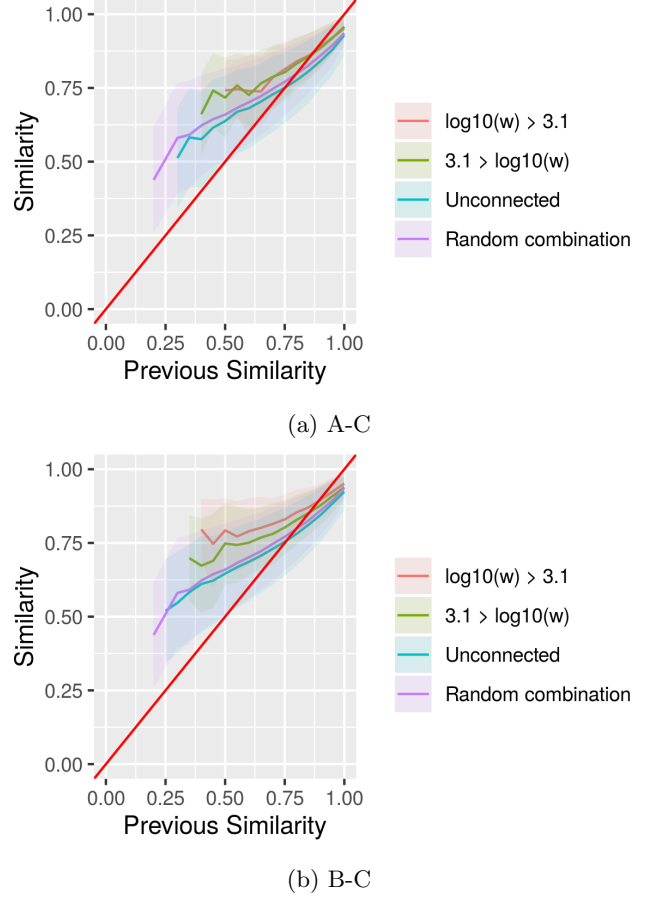 1.00
0.75
0.50
0.25
0.00
Similarity
0.00 0.25 0.50 0.75 1.00
Previous Similarity
log10(w) > 3.1
3.1 > log10(w)
Unconnected
Random combination
(a) A-C
1.00
0.75
0.50
0.25
0.00
Similarity
0.00 0.25 0.50 0.75 1.00
Previous Similarity
log10(w) > 3.1
3.1 > log10(w)
Unconnected
Random combination
(b) B-C